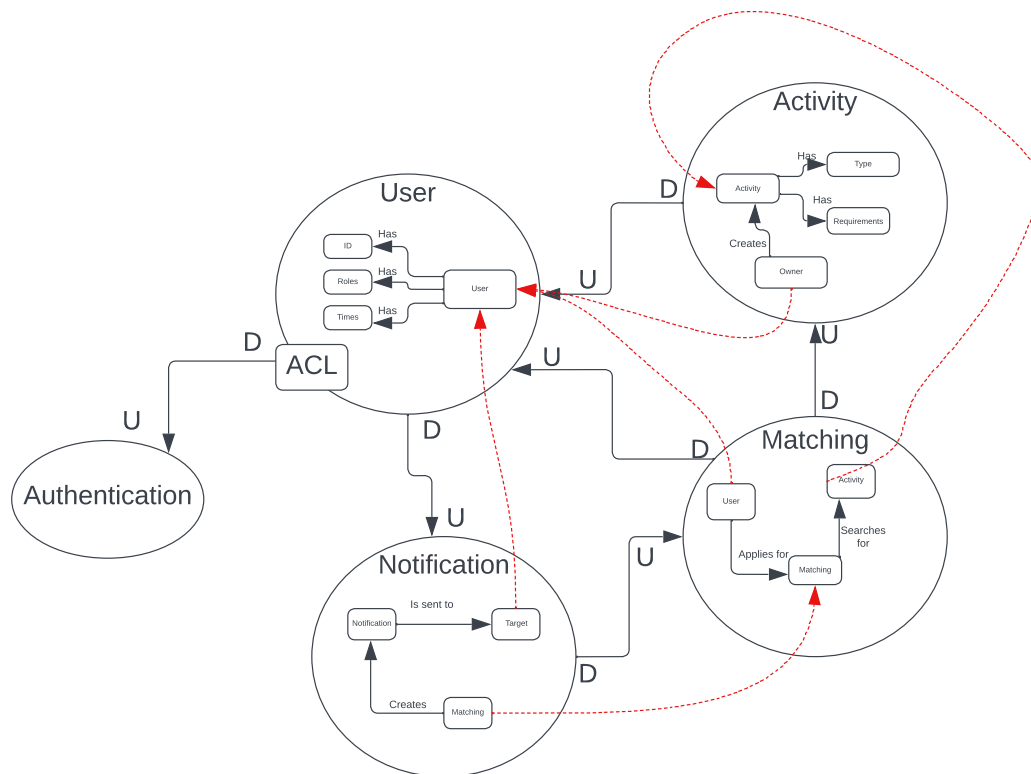 Activity
Has
Type
Activity
Has
Requirements
Creates
Owner
D
U
User
Has
ID
Has
Roles
User
Has
Times
ACL
D
U
Authentication
U
D
U
D
Matching
D
U
User
Activity
Searches
for
Applies for
Matching
U
Notification
Is sent to
Notification
Target
Creates
Matching
D
U
D